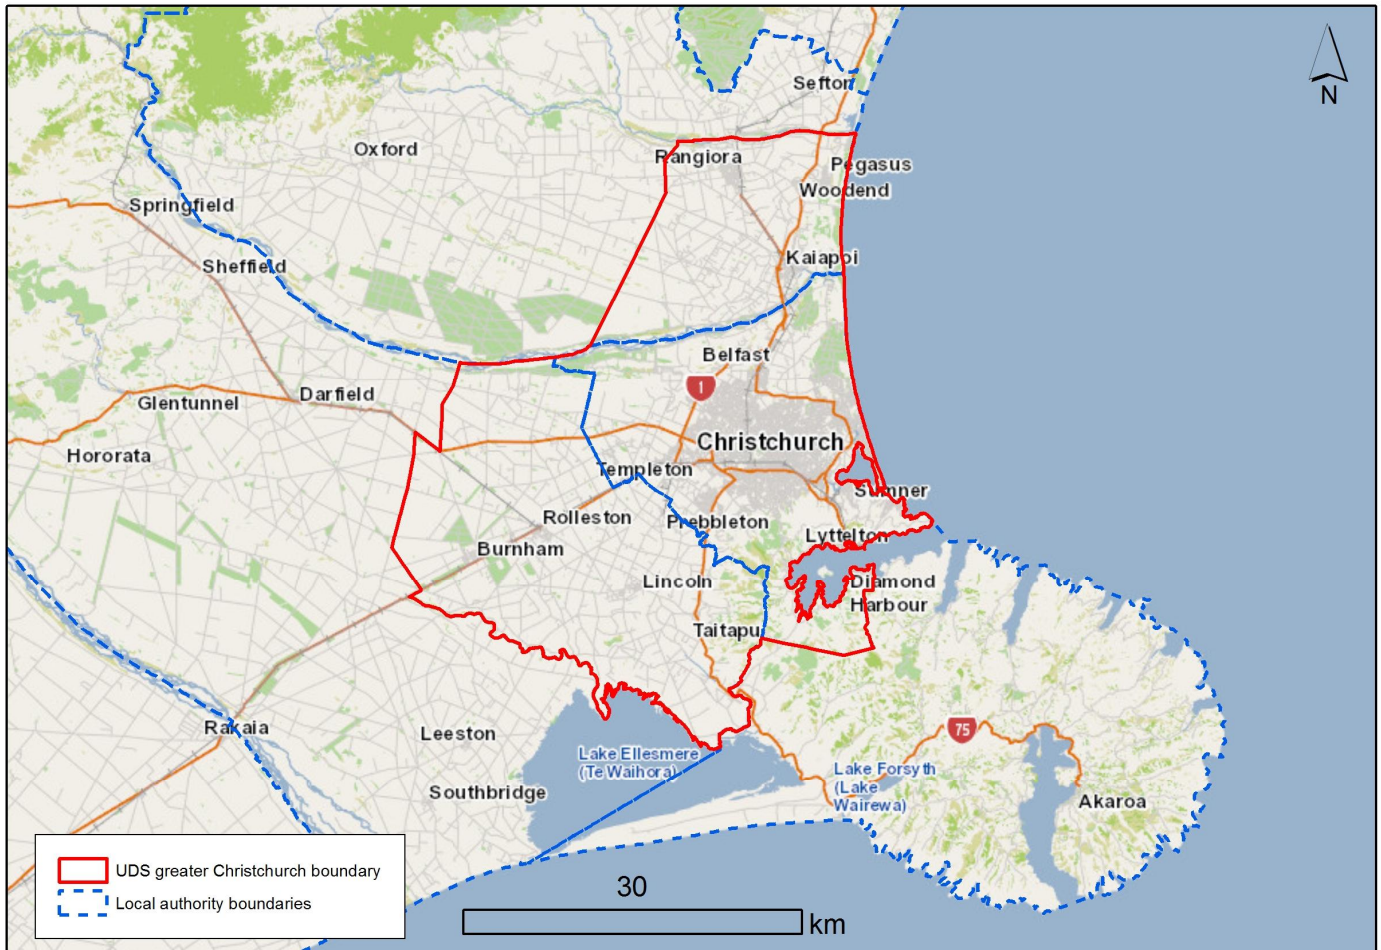 N
Sefton
Oxford
Rangiora
Pegasus
Woodend
Springfield
Sheffield
Kaiapoi
Belfast
1
Darfield
Glentunnel
Christchurch
Hororata
Templeton
Sumner
Rolleston
Prebbleton
Lyttelton
Burnham
Lincoln
Diamond
Harbour
Taitapu
Rakaia
Leeston
75
Lake Ellesmere
(Te Waihora)
Lake Forsyth
(Lake
Wairewa)
Southbridge
Akaroa
UDS greater Christchurch boundary
Local authority boundaries
30
km